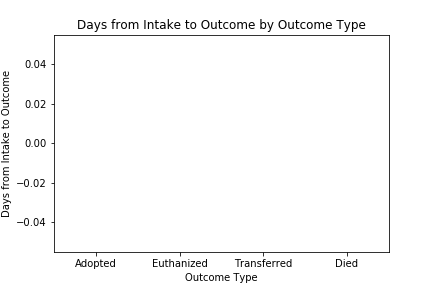 Days from Intake to Outcome by Outcome Type
Days from Intake to Outcome
0.04
0.02
0.00
−0.02
−0.04
Adopted Euthanized Transferred Died
Outcome Type